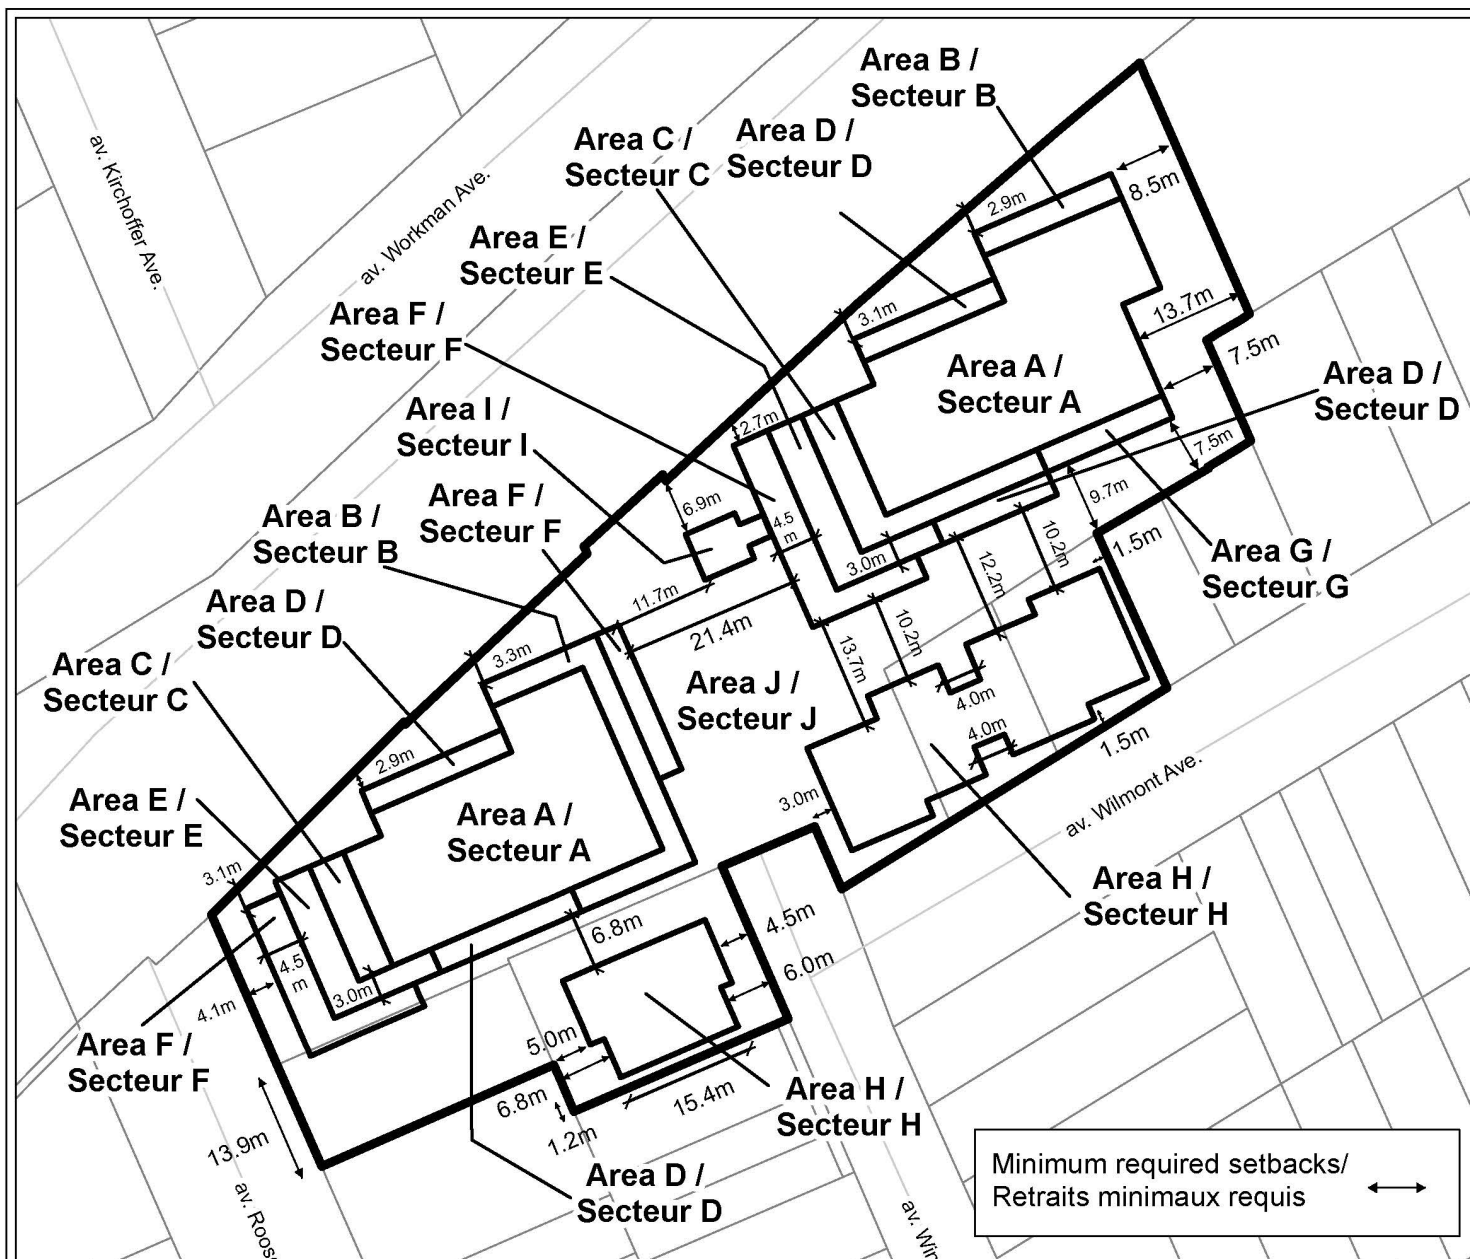 Area B /
Secteur B
Area C /
Secteur C
Area D /
Secteur D
av. Kirchoffer Ave.
av. Workman Ave.
8.5m
2.9m
Area E /
Secteur E
Area F /
Secteur F
3.1m
13.7m
7.5m
Area A /
Secteur A
Area D /
Secteur D
Area I /
Secteur I
2.7m
7.5m
Area F /
Secteur F
6.9m
4.5
m
9.7m
Area B /
Secteur B
10.2m
1.5m
Area G /
Secteur G
3.0m
12.2m
11.7m
Area D /
Secteur D
21.4m
10.2m
13.7m
3.3m
Area C /
Secteur C
Area J /
Secteur J
4.0m
4.0m
1.5m
2.9m
Area E /
Secteur E
3.0m
av. Wilmont Ave.
Area A /
Secteur A
3.1m
Area H /
Secteur H
4.5m
6.8m
6.0m
4.5
m
3.0m
4.1m
Area F /
Secteur F
5.0m
6.8m
15.4m
Area H /
Secteur H
1.2m
13.9m
Area D /
Secteur D
av. Roos
av. Win
Minimum required setbacks/
Retraits minimaux requis